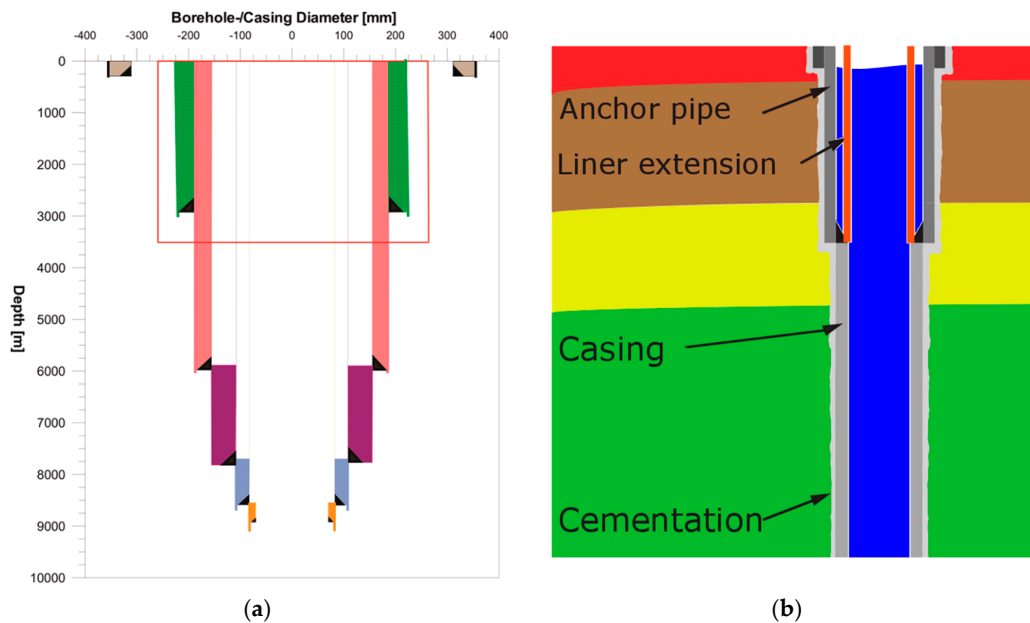 Borehole-/Casing Diameter [mm]
-400 -300 -200 -100 0 100 200 300 400
0
1000
2000
3000
4000
5000
6000
7000
8000
9000
10000
Depth [m]
Anchor pipe
Liner extension
Casing
Cementation
(a)
(b)